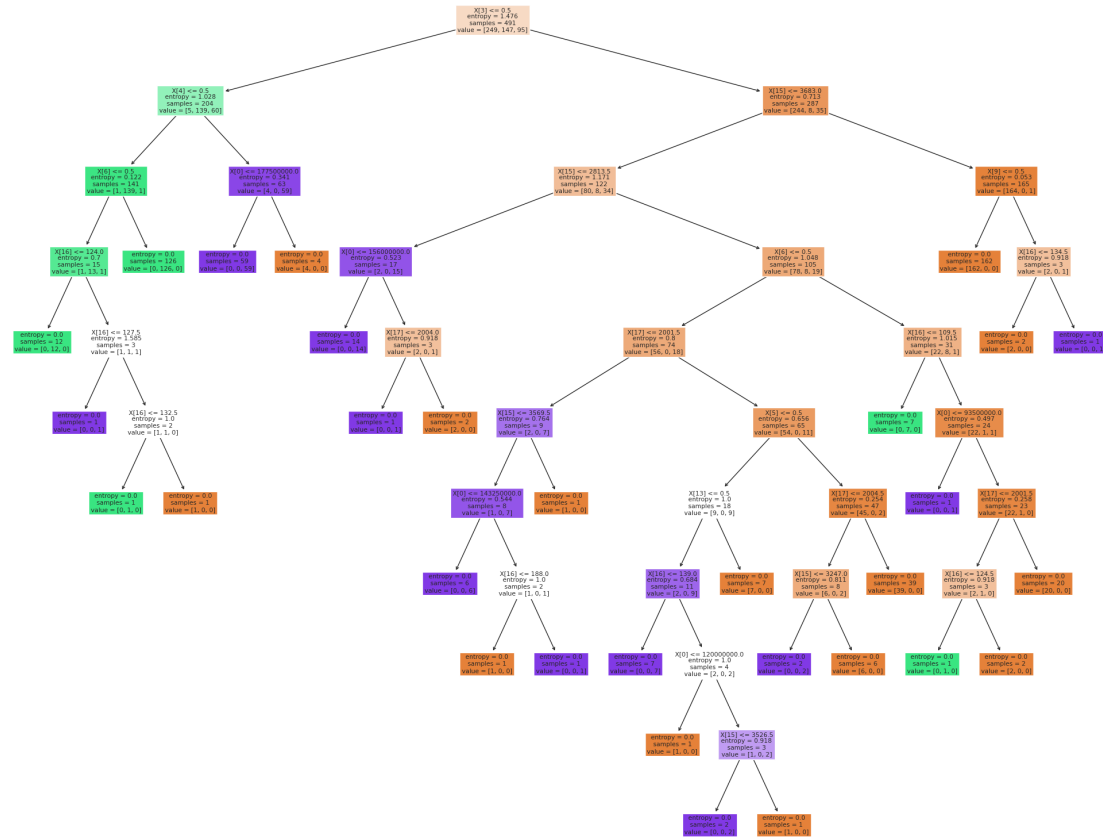 X[3] <= 0.5
entropy = 1.476
samples = 491
value = [249, 147, 95]
X[4] <= 0.5
entropy = 1.028
samples = 204
value = [5, 139, 60]
X[15] <= 3683.0
entropy = 0.713
samples = 287
value = [244, 8, 35]
X[6] <= 0.5
entropy = 0.122
samples = 141
value = [1, 139, 1]
X[0] <= 177500000.0
entropy = 0.341
samples = 63
value = [4, 0, 59]
X[15] <= 2813.5
entropy = 1.171
samples = 122
value = [80, 8, 34]
X[9] <= 0.5
entropy = 0.053
samples = 165
value = [164, 0, 1]
X[16] <= 124.0
entropy = 0.7
samples = 15
value = [1, 13, 1]
entropy = 0.0
samples = 126
value = [0, 126, 0]
entropy = 0.0
samples = 59
value = [0, 0, 59]
entropy = 0.0
samples = 4
value = [4, 0, 0]
X[0] <= 156000000.0
entropy = 0.523
samples = 17
value = [2, 0, 15]
X[6] <= 0.5
entropy = 1.048
samples = 105
value = [78, 8, 19]
entropy = 0.0
samples = 162
value = [162, 0, 0]
X[16] <= 134.5
entropy = 0.918
samples = 3
value = [2, 0, 1]
entropy = 0.0
samples = 12
value = [0, 12, 0]
X[16] <= 127.5
entropy = 1.585
samples = 3
value = [1, 1, 1]
entropy = 0.0
samples = 14
value = [0, 0, 14]
X[17] <= 2004.0
entropy = 0.918
samples = 3
value = [2, 0, 1]
X[17] <= 2001.5
entropy = 0.8
samples = 74
value = [56, 0, 18]
X[16] <= 109.5
entropy = 1.015
samples = 31
value = [22, 8, 1]
entropy = 0.0
samples = 2
value = [2, 0, 0]
entropy = 0.0
samples = 1
value = [0, 0, 1]
entropy = 0.0
samples = 1
value = [0, 0, 1]
X[16] <= 132.5
entropy = 1.0
samples = 2
value = [1, 1, 0]
entropy = 0.0
samples = 1
value = [0, 0, 1]
entropy = 0.0
samples = 2
value = [2, 0, 0]
X[15] <= 3569.5
entropy = 0.764
samples = 9
value = [2, 0, 7]
X[5] <= 0.5
entropy = 0.656
samples = 65
value = [54, 0, 11]
entropy = 0.0
samples = 7
value = [0, 7, 0]
X[0] <= 93500000.0
entropy = 0.497
samples = 24
value = [22, 1, 1]
entropy = 0.0
samples = 1
value = [0, 1, 0]
entropy = 0.0
samples = 1
value = [1, 0, 0]
X[0] <= 143250000.0
entropy = 0.544
samples = 8
value = [1, 0, 7]
entropy = 0.0
samples = 1
value = [1, 0, 0]
X[13] <= 0.5
entropy = 1.0
samples = 18
value = [9, 0, 9]
X[17] <= 2004.5
entropy = 0.254
samples = 47
value = [45, 0, 2]
entropy = 0.0
samples = 1
value = [0, 0, 1]
X[17] <= 2001.5
entropy = 0.258
samples = 23
value = [22, 1, 0]
entropy = 0.0
samples = 6
X[16] <= 188.0
entropy = 1.0
samples = 2
value = [1, 0, 1]
X[16] <= 139.0
entropy = 0.684
samples = 11
value = [2, 0, 9]
entropy = 0.0
samples = 7
value = [7, 0, 0]
X[15] <= 3247.0
entropy = 0.811
samples = 8
value = [6, 0, 2]
entropy = 0.0
samples = 39
value = [39, 0, 0]
X[16] <= 124.5
entropy = 0.918
samples = 3
value = [2, 1, 0]
entropy = 0.0
samples = 20
value = [20, 0, 0]
entropy = 0.0
samples = 1
value = [1, 0, 0]
entropy = 0.0
samples = 1
value = [0, 0, 1]
entropy = 0.0
samples = 7
value = [0, 0, 7]
X[0] <= 120000000.0
entropy = 1.0
samples = 4
value = [2, 0, 2]
entropy = 0.0
samples = 2
value = [0, 0, 2]
entropy = 0.0
samples = 6
value = [6, 0, 0]
entropy = 0.0
samples = 1
value = [0, 1, 0]
entropy = 0.0
samples = 2
value = [2, 0, 0]
entropy = 0.0
samples = 1
value = [1, 0, 0]
X[15] <= 3526.5
entropy = 0.918
samples = 3
value = [1, 0, 2]
entropy = 0.0
samples = 2
value = [0, 0, 2]
entropy = 0.0
samples = 1
value = [1, 0, 0]